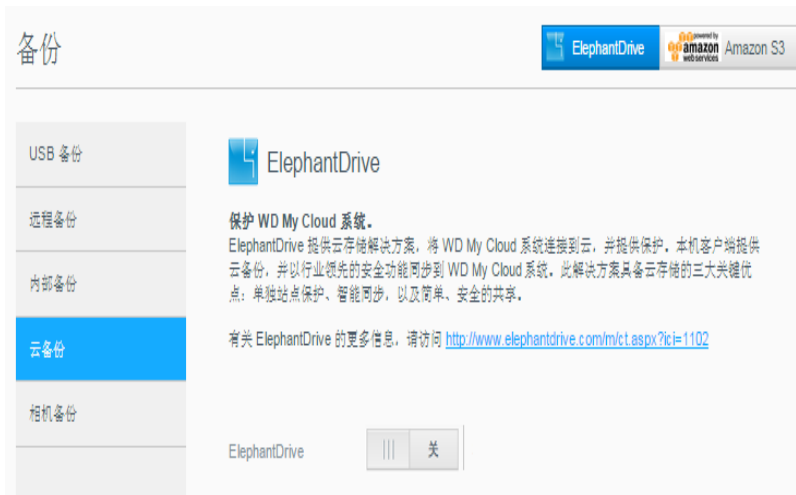 备份
ElephantDrive
powered by
amazon
webservices
Amazon S3
USB 备份
远程备份
内部备份
云备份
相机备份
ElephantDrive
保护 WD My Cloud 系统。
ElephantDrive 提供云存储解决方案，将 WD My Cloud 系统连接到云，并提供保护。本机客户端提供
云备份，并以行业领先的安全功能同步到 WD My Cloud 系统。此解决方案具备云存储的三大关键优
点：单独站点保护、智能同步，以及简单、安全的共享。
有关 ElephantDrive 的更多信息，请访问 http://www.elephantdrive.com/m/ct.aspx?ici=1102
ElephantDrive
关